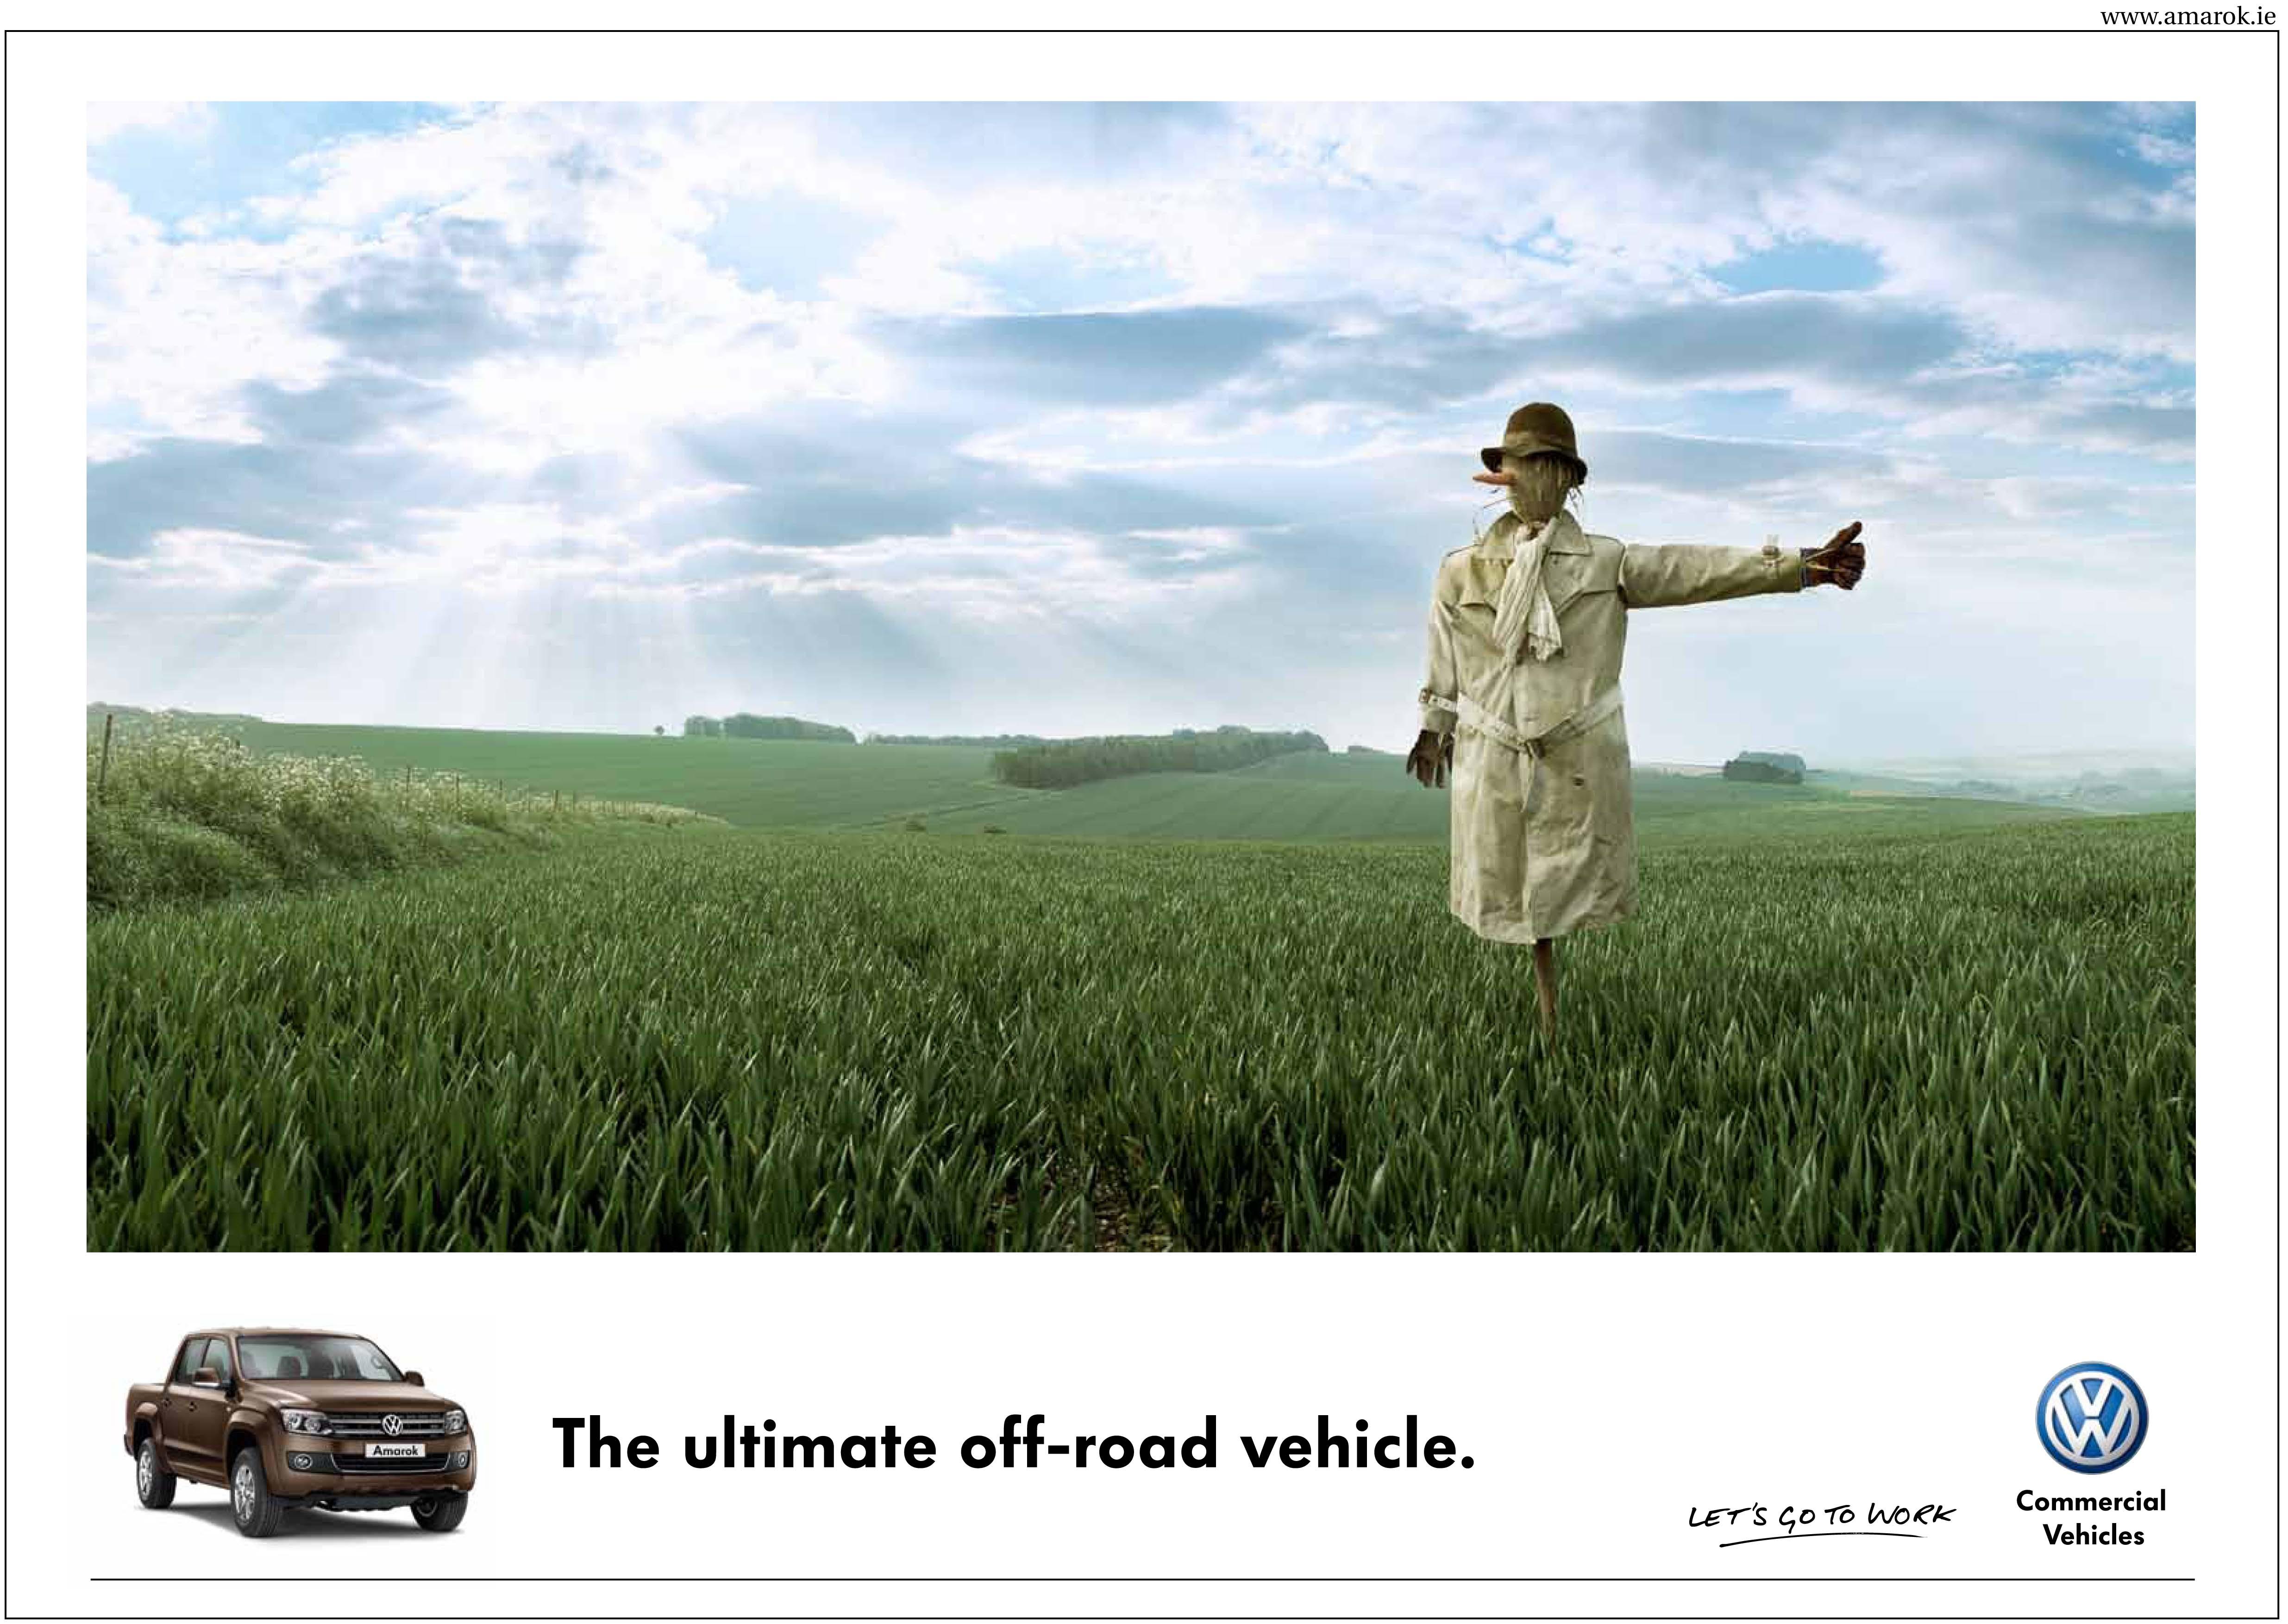 www.amarok.ie
Amarok
The ultimate off-road vehicle.
LET'S GO TO WORK
Commercial
Vehicles